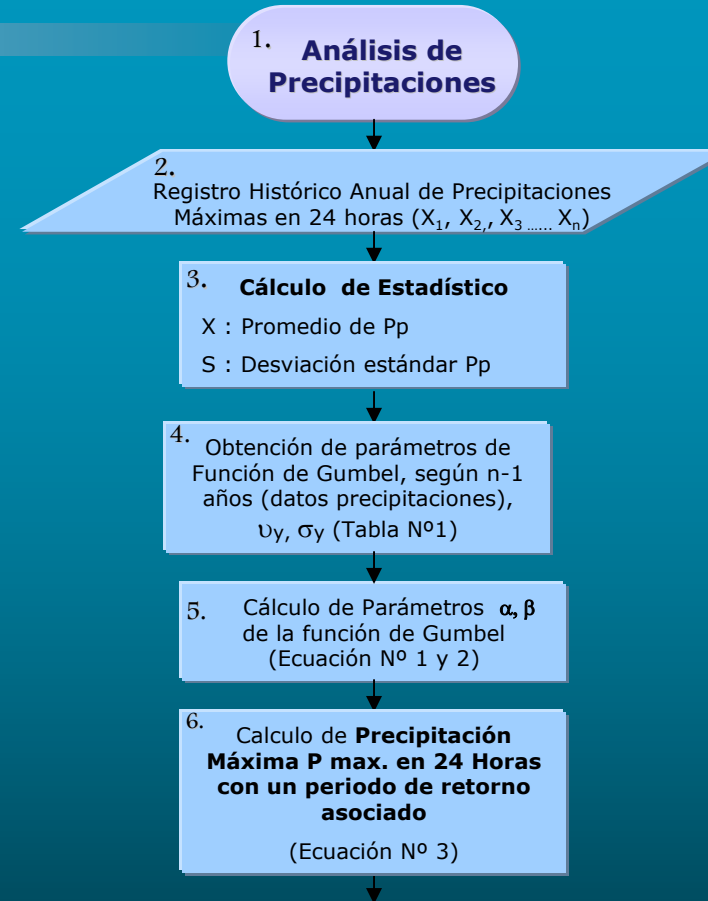 1. Análisis de
Precipitaciones
2.
Registro Histórico Anual de Precipitaciones
Máximas en 24 horas (X₁, X₂,, X₃ ...... Xₙ)
3. Cálculo de Estadístico
X : Promedio de Pp
S : Desviación estándar Pp
4. Obtención de parámetros de
Función de Gumbel, según n-1
años (datos precipitaciones),
υy, σy (Tabla Nº1)
5. Cálculo de Parámetros α, β
de la función de Gumbel
(Ecuación Nº 1 y 2)
6.
Calculo de Precipitación
Máxima P max. en 24 Horas
con un periodo de retorno
asociado
(Ecuación Nº 3)